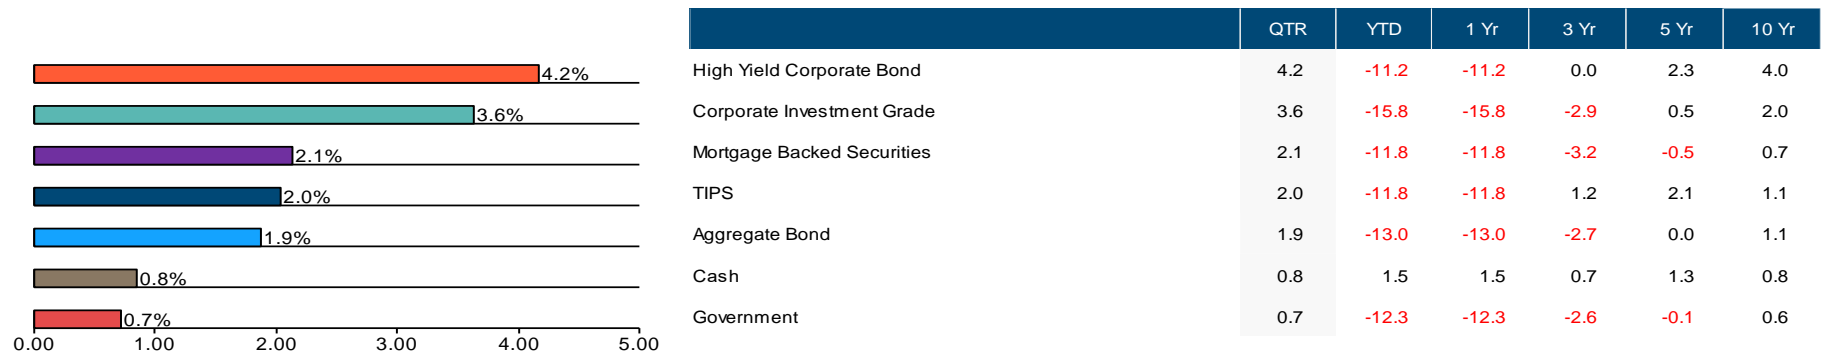 QTR YTD 1 Yr 3 Yr 5 Yr 10 Yr
4.2% High Yield Corporate Bond 4.2 -11.2 -11.2 0.0 2.3 4.0
3.6% Corporate Investment Grade 3.6 -15.8 -15.8 -2.9 0.5 2.0
2.1% Mortgage Backed Securities 2.1 -11.8 -11.8 -3.2 -0.5 0.7
2.0% TIPS 2.0 -11.8 -11.8 1.2 2.1 1.1
1.9% Aggregate Bond 1.9 -13.0 -13.0 -2.7 0.0 1.1
0.8% Cash 0.8 1.5 1.5 0.7 1.3 0.8
0.7% Government 0.7 -12.3 -12.3 -2.6 -0.1 0.6
0.00 1.00 2.00 3.00 4.00 5.00